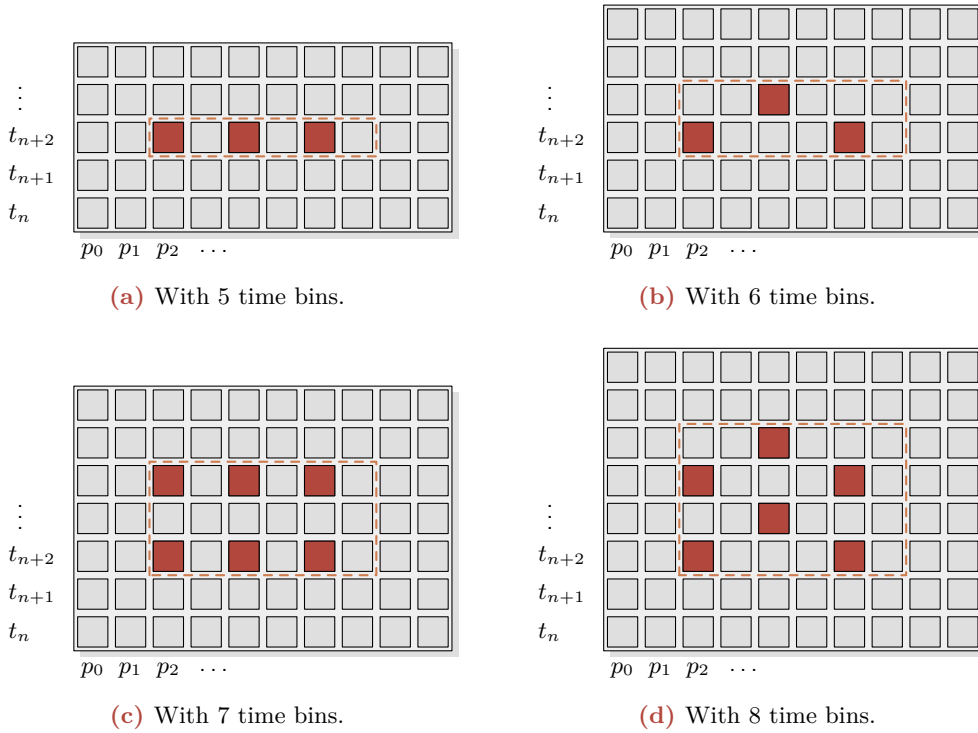 ⋮
t_{n+2}
t_{n+1}
t_n
p_0 p_1 p_2 ⋯
(a) With 5 time bins.
⋮
t_{n+2}
t_{n+1}
t_n
p_0 p_1 p_2 ⋯
(b) With 6 time bins.
⋮
t_{n+2}
t_{n+1}
t_n
p_0 p_1 p_2 ⋯
(c) With 7 time bins.
⋮
t_{n+2}
t_{n+1}
t_n
p_0 p_1 p_2 ⋯
(d) With 8 time bins.